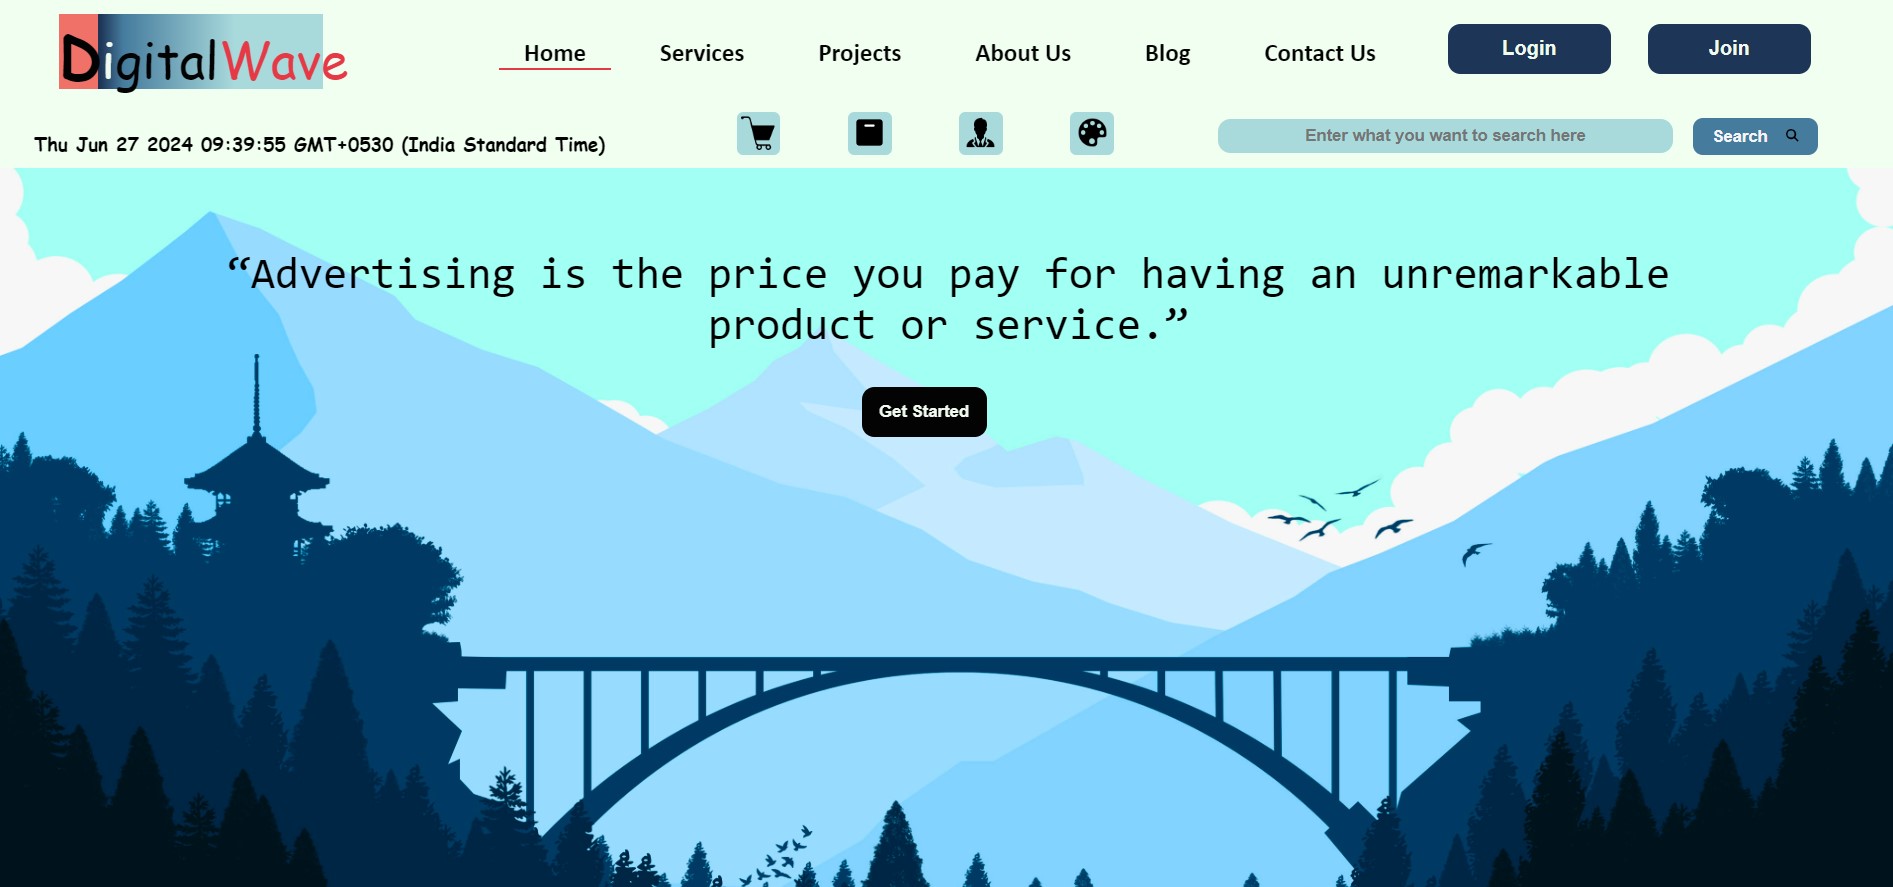 DigitalWave
Home Services Projects About Us Blog Contact Us Login Join
Thu Jun 27 2024 09:39:55 GMT+0530 (India Standard Time) Enter what you want to search here Search
“Advertising is the price you pay for having an unremarkable
product or service.”
Get Started